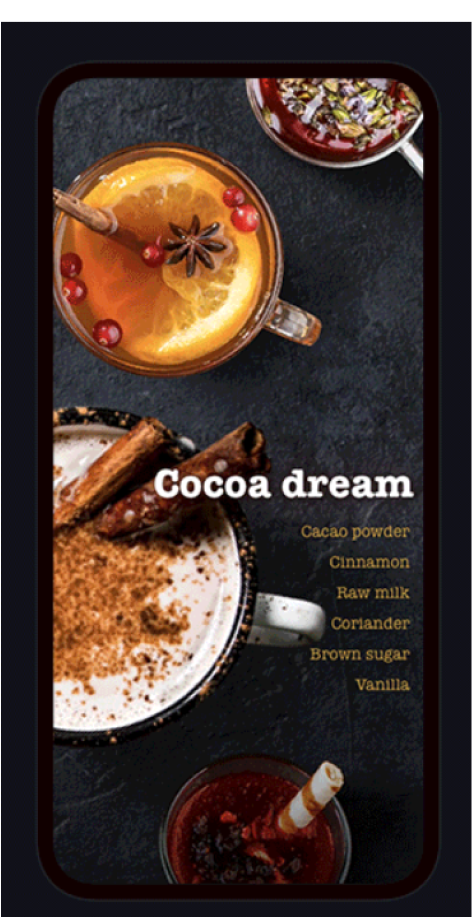 Cocoa dream
Cacao powder
Cinnamon
Raw milk
Coriander
Brown sugar
Vanilla